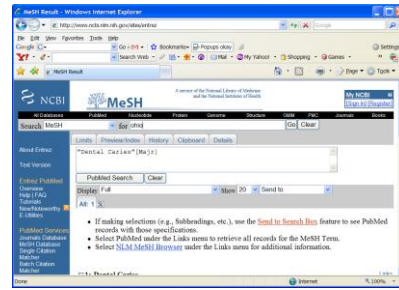 MeSH Result - Windows Internet Explorer
http://www.ncbi.nlm.nih.gov/sites/entrez
Google
File Edit View Favorites Tools Help
Google Go Bookmarks Popups okay Settings
Y! Search Web Mail My Yahoo! Shopping Games
MeSH Result Page Tools
NCBI MeSH
A service of the National Library of Medicine
and the National Institutes of Health
My NCBI
[Sign In] [Register]
All Databases PubMed Nucleotide Protein Genome Structure OMIM PMC Journals Books
Search MeSH for Go Clear
Limits Preview/Index History Clipboard Details
About Entrez
"Dental Caries"[Majr]
Text Version
PubMed Search Clear
Entrez PubMed
Overview
Help | FAQ
Tutorials
New/Noteworthy
E-Utilities
Display Full Show 20 Send to
All: 1
If making selections (e.g., Subheadings, etc.), use the Send to Search Box feature to see PubMed
records with those specifications.
Select PubMed under the Links menu to retrieve all records for the MeSH Term.
Select NLM MeSH Browser under the Links menu for additional information.
PubMed Services
Journals Database
MeSH Database
Single Citation
Matcher
Batch Citation
Matcher
1: Dental Caries
Done Internet 100%